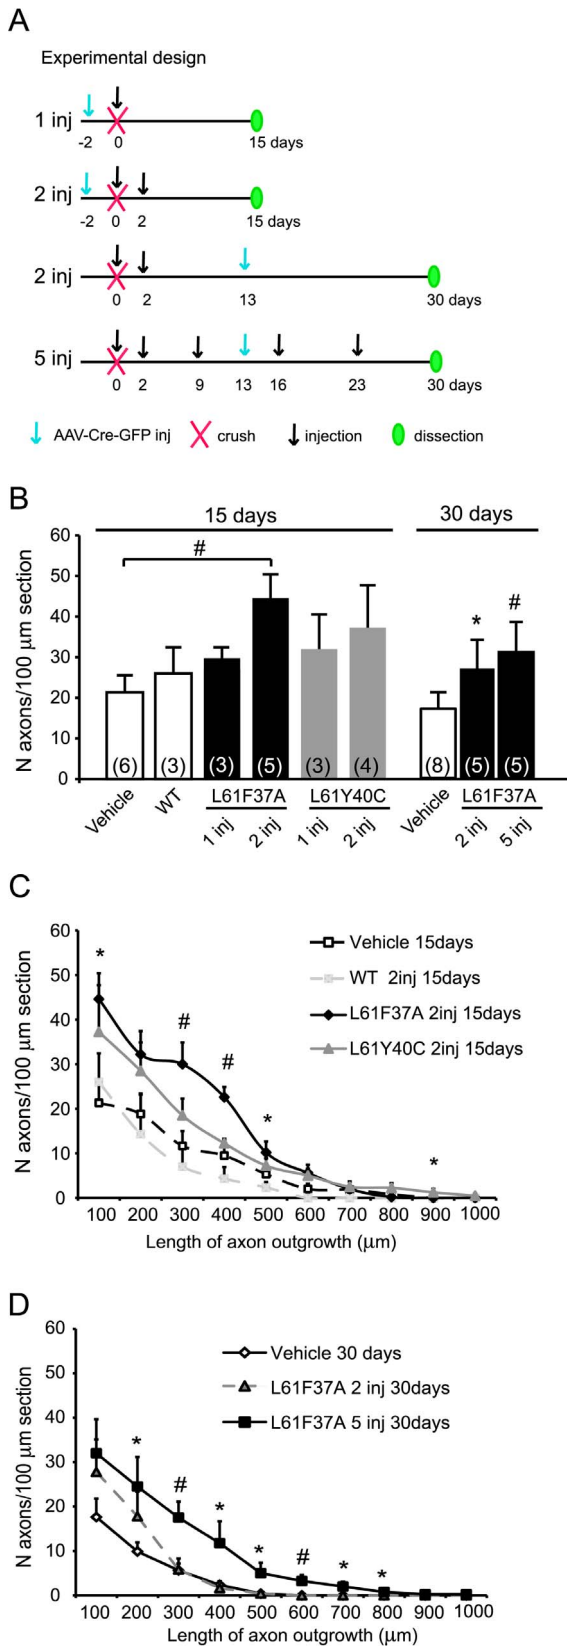 A
Experimental design
1 inj
-2 0 15 days
2 inj
-2 0 2 15 days
2 inj
0 2 13 30 days
5 inj
0 2 9 13 16 23 30 days
AAV-Cre-GFP inj crush injection dissection
B
15 days 30 days
N axons/100 μm section
60
50
40
30
20
10
0
# * #
(6) (3) (3) (5) (3) (4) (8) (5) (5)
Vehicle WT L61F37A L61Y40C Vehicle L61F37A
1 inj 2 inj 1 inj 2 inj 2 inj 5 inj
C
N axons/100 μm section
60
50
40
30
20
10
0
Vehicle 15days
WT 2inj 15days
L61F37A 2inj 15days
L61Y40C 2inj 15days
* # # * *
100 200 300 400 500 600 700 800 900 1000
Length of axon outgrowth (μm)
D
N axons/100 μm section
60
50
40
30
20
10
0
Vehicle 30 days
L61F37A 2 inj 30days
L61F37A 5 inj 30days
* # * * # * *
100 200 300 400 500 600 700 800 900 1000
Length of axon outgrowth (μm)